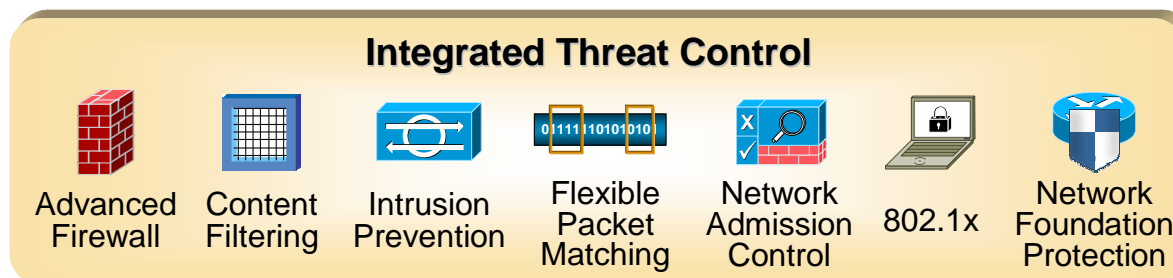 Integrated Threat Control
011111101010101
X
Advanced
Firewall
Content
Filtering
Intrusion
Prevention
Flexible
Packet
Matching
Network
Admission
Control
802.1x
Network
Foundation
Protection